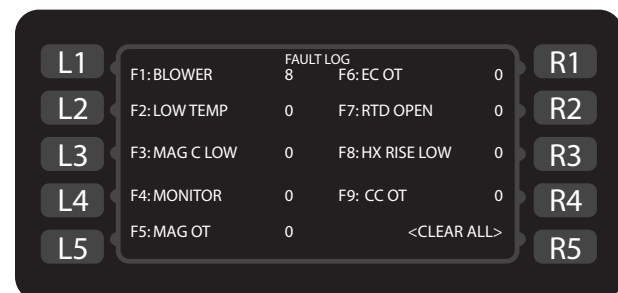 FAULT LOG
L1 F1: BLOWER 8 F6: EC OT 0 R1
L2 F2: LOW TEMP 0 F7: RTD OPEN 0 R2
L3 F3: MAG C LOW 0 F8: HX RISE LOW 0 R3
L4 F4: MONITOR 0 F9: CC OT 0 R4
L5 F5: MAG OT 0 <CLEAR ALL> R5